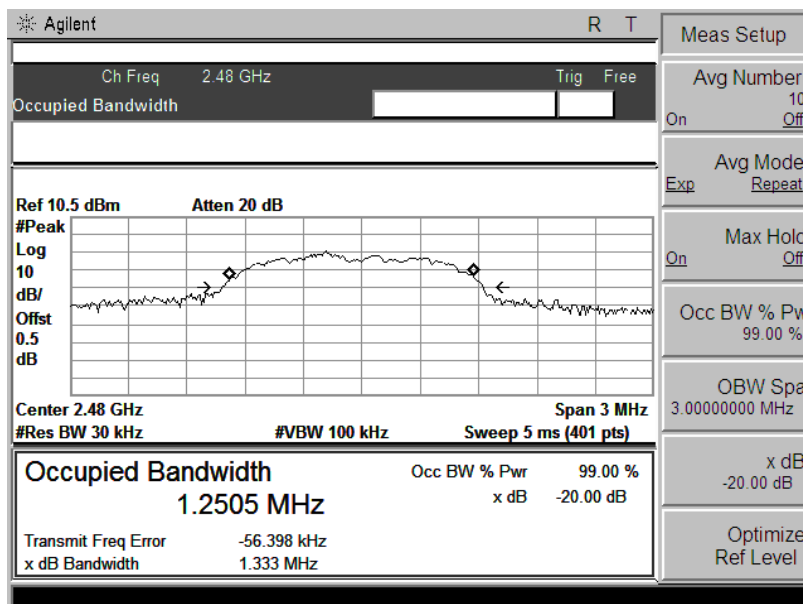 Agilent R T
Ch Freq 2.48 GHz Trig Free
Occupied Bandwidth
Ref 10.5 dBm Atten 20 dB
#Peak
Log
10
dB/
Offst
0.5
dB
Center 2.48 GHz Span 3 MHz
#Res BW 30 kHz #VBW 100 kHz Sweep 5 ms (401 pts)
Occupied Bandwidth Occ BW % Pwr 99.00 %
1.2505 MHz x dB -20.00 dB
Transmit Freq Error -56.398 kHz
x dB Bandwidth 1.333 MHz
Meas Setup
Avg Number
10
On Off
Avg Mode
Exp Repeat
Max Hold
On Off
Occ BW % Pw
99.00 %
OBW Spa
3.00000000 MHz
x dB
-20.00 dB
Optimize
Ref Level